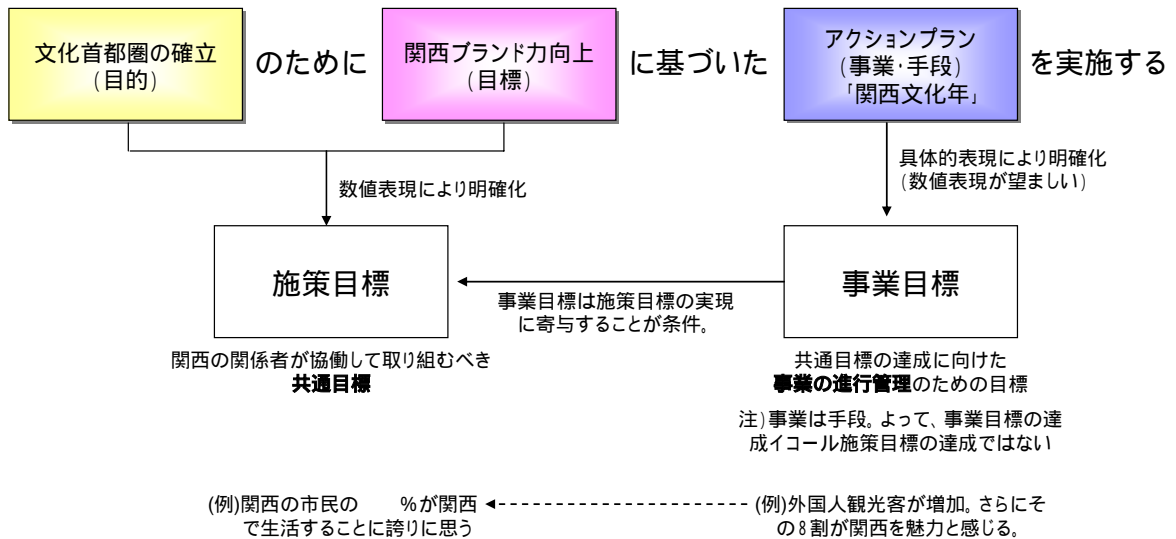 文化首都圏の確立
(目的)
のために
関西ブランド力向上
(目標)
に基づいた
アクションプラン
(事業・手段)
「関西文化年」
を実施する
数値表現により明確化
具体的表現により明確化
(数値表現が望ましい)
施策目標
事業目標は施策目標の実現
に寄与することが条件。
事業目標
関西の関係者が協働して取り組むべき
共通目標
共通目標の達成に向けた
事業の進行管理のための目標
注)事業は手段。よって、事業目標の達
成イコール施策目標の達成ではない
(例)関西の市民の　　%が関西
で生活することに誇りに思う
(例)外国人観光客が増加。さらにそ
の8割が関西を魅力と感じる。